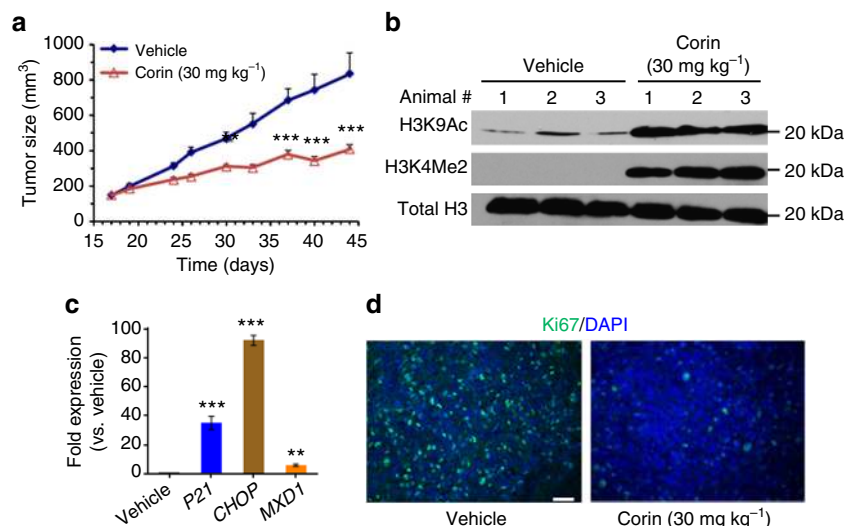 a
1000
800
600
400
200
0
15 20 25 30 35 40 45
Tumor size (mm³)
Time (days)
Vehicle
Corin (30 mg kg⁻¹)
**
***
***
***
b
Vehicle
Corin
(30 mg kg⁻¹)
Animal # 1 2 3 1 2 3
H3K9Ac 20 kDa
H3K4Me2 20 kDa
Total H3 20 kDa
c
Fold expression
(vs. vehicle)
100
80
60
40
20
0
***
***
**
Vehicle P21 CHOP MXD1
d
Ki67/DAPI
Vehicle Corin (30 mg kg⁻¹)